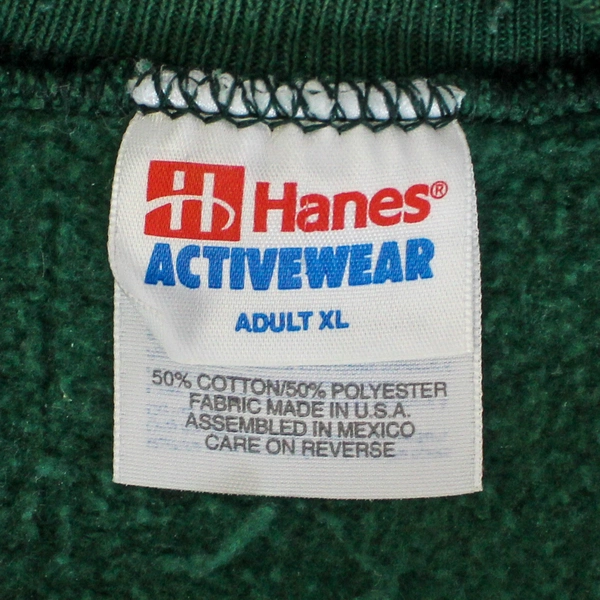 Hanes®
ACTIVEWEAR
ADULT XL
50% COTTON/50% POLYESTER
FABRIC MADE IN U.S.A.
ASSEMBLED IN MEXICO
CARE ON REVERSE